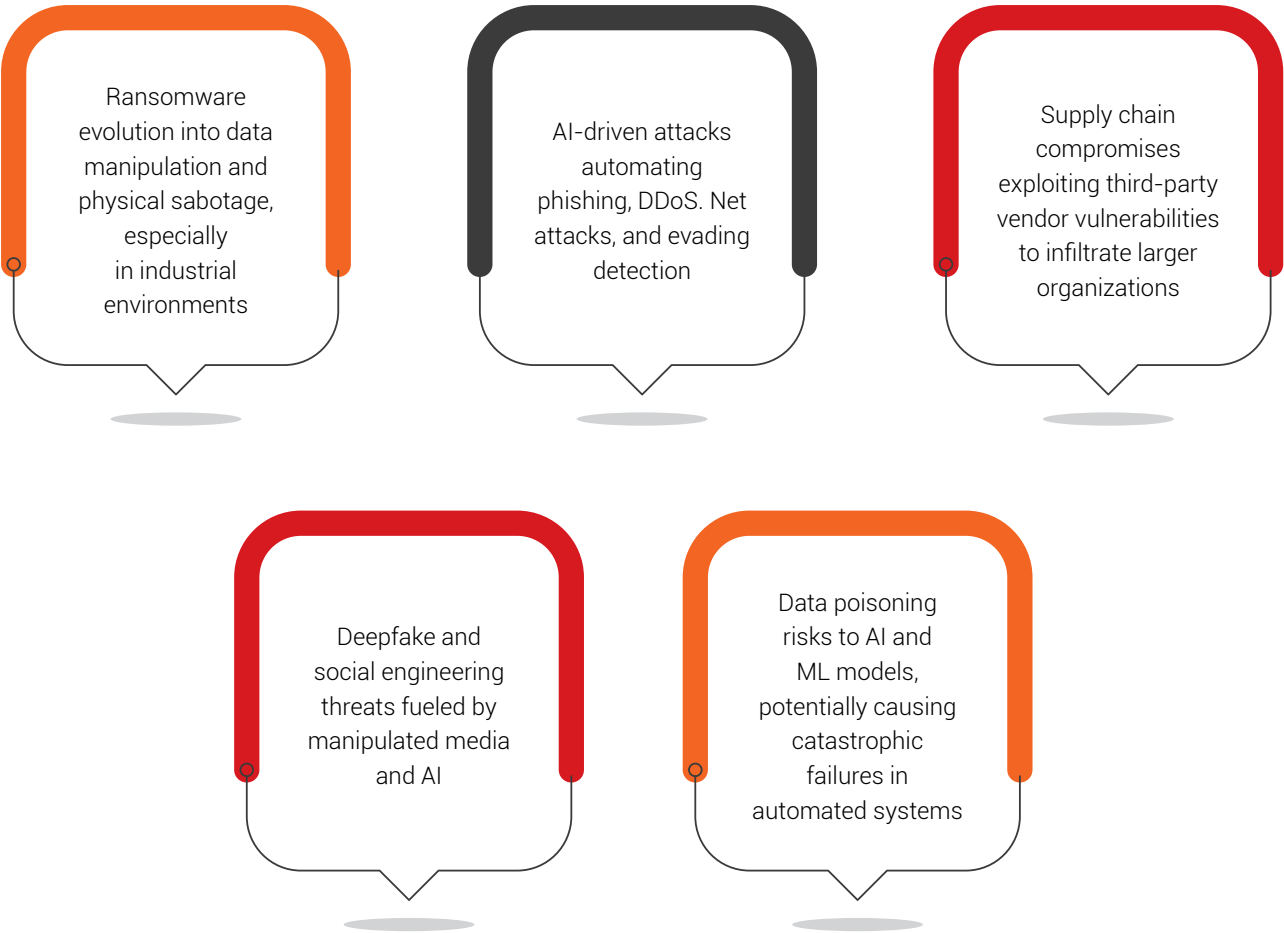 Ransomware
evolution into data
manipulation and
physical sabotage,
especially
in industrial
environments
AI-driven attacks
automating
phishing, DDoS. Net
attacks, and evading
detection
Supply chain
compromises
exploiting third-party
vendor vulnerabilities
to infiltrate larger
organizations
Deepfake and
social engineering
threats fueled by
manipulated media
and AI
Data poisoning
risks to AI and
ML models,
potentially causing
catastrophic
failures in
automated systems